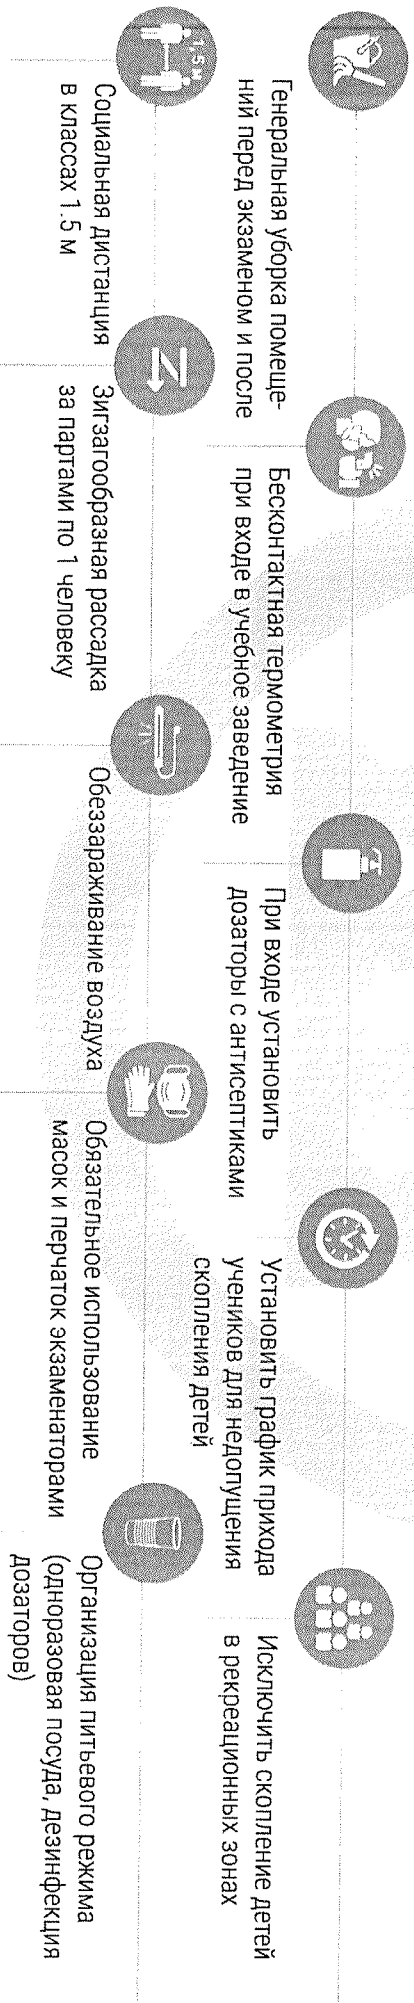 Генеральная уборка помеще-
ний перед экзаменом и после
Бесконтактная термометрия
при входе в учебное заведение
При входе установить
дозаторы с антисептиками
Установить график прихода
учеников для недопущения
скопления детей
Исключить скопление детей
в рекреационных зонах
1,5 м
Социальная дистанция
в классах 1.5 м
Зигзагообразная рассадка
за партами по 1 человеку
Обеззараживание воздуха
Обязательное использование
масок и перчаток экзаменаторами
Организация питьевого режима
(одноразовая посуда, дезинфекция
дозаторов)